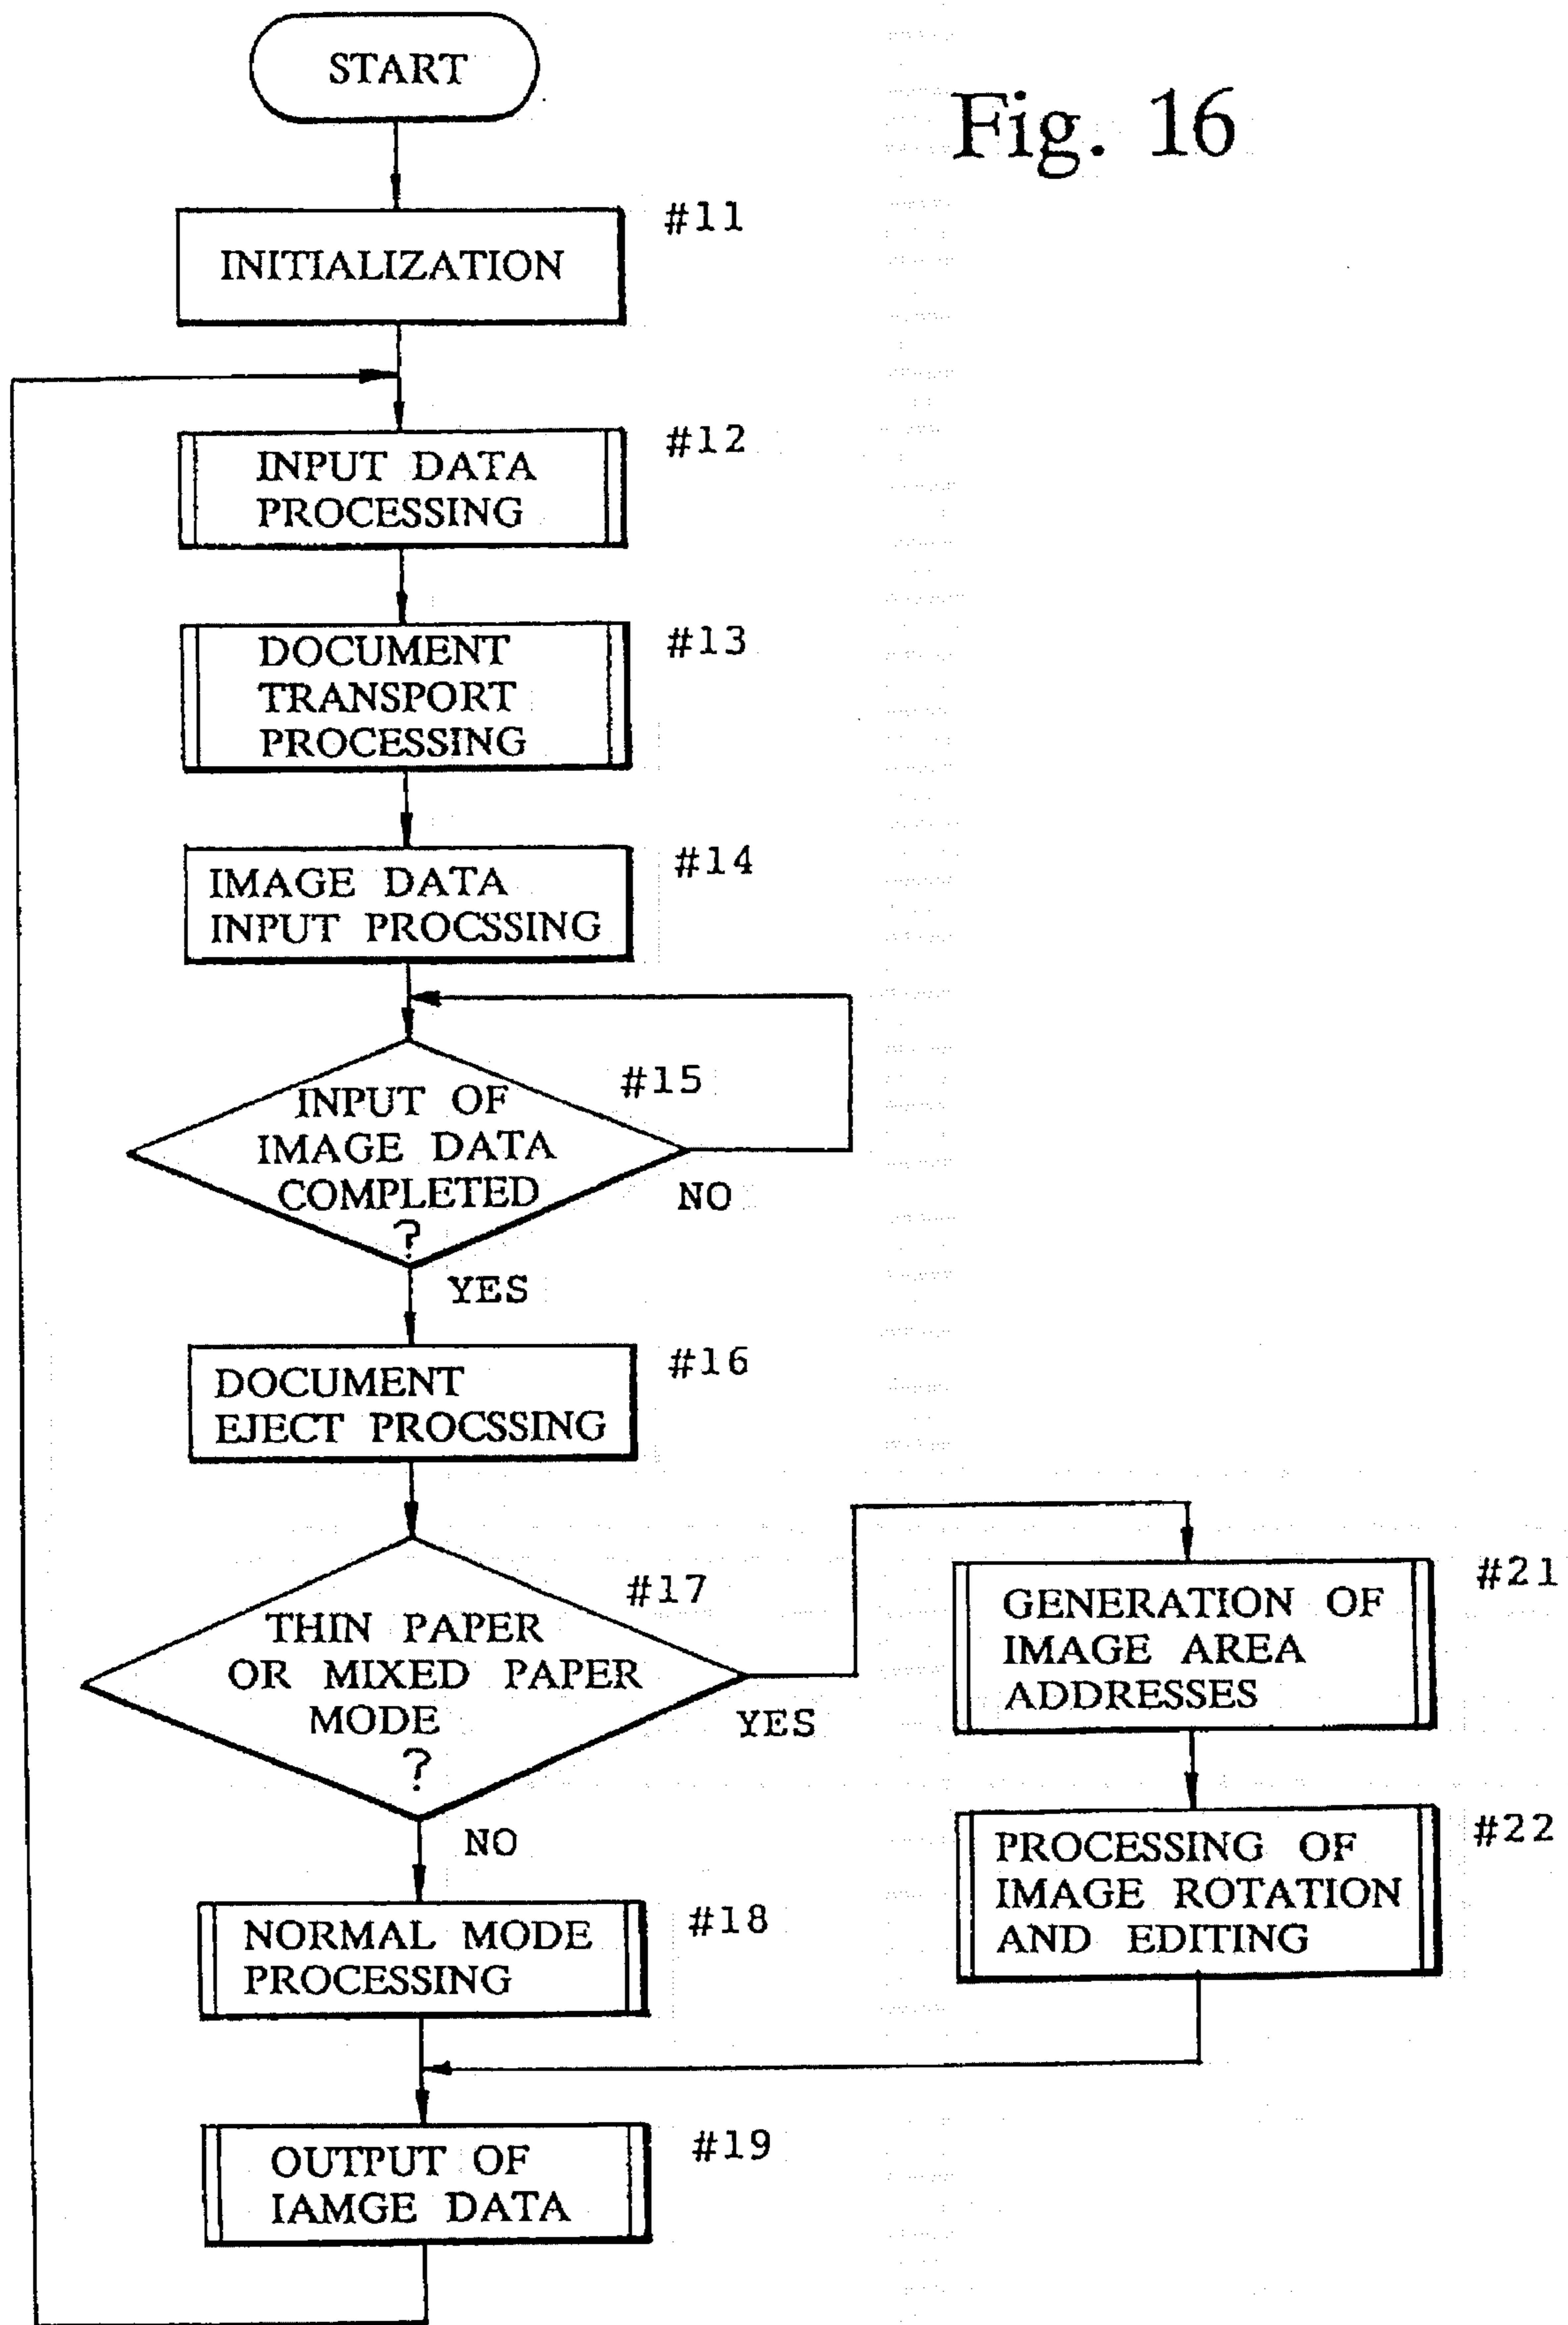 START
Fig. 16
#11
INITIALIZATION
#12
INPUT DATA
PROCESSING
#13
DOCUMENT
TRANSPORT
PROCESSING
#14
IMAGE DATA
INPUT PROCSSING
#15
INPUT OF
IMAGE DATA
COMPLETED
?
NO
YES
#16
DOCUMENT
EJECT PROCSSING
#17
THIN PAPER
OR MIXED PAPER
MODE
?
YES
NO
#21
GENERATION OF
IMAGE AREA
ADDRESSES
#22
PROCESSING OF
IMAGE ROTATION
AND EDITING
#18
NORMAL MODE
PROCESSING
#19
OUTPUT OF
IAMGE DATA